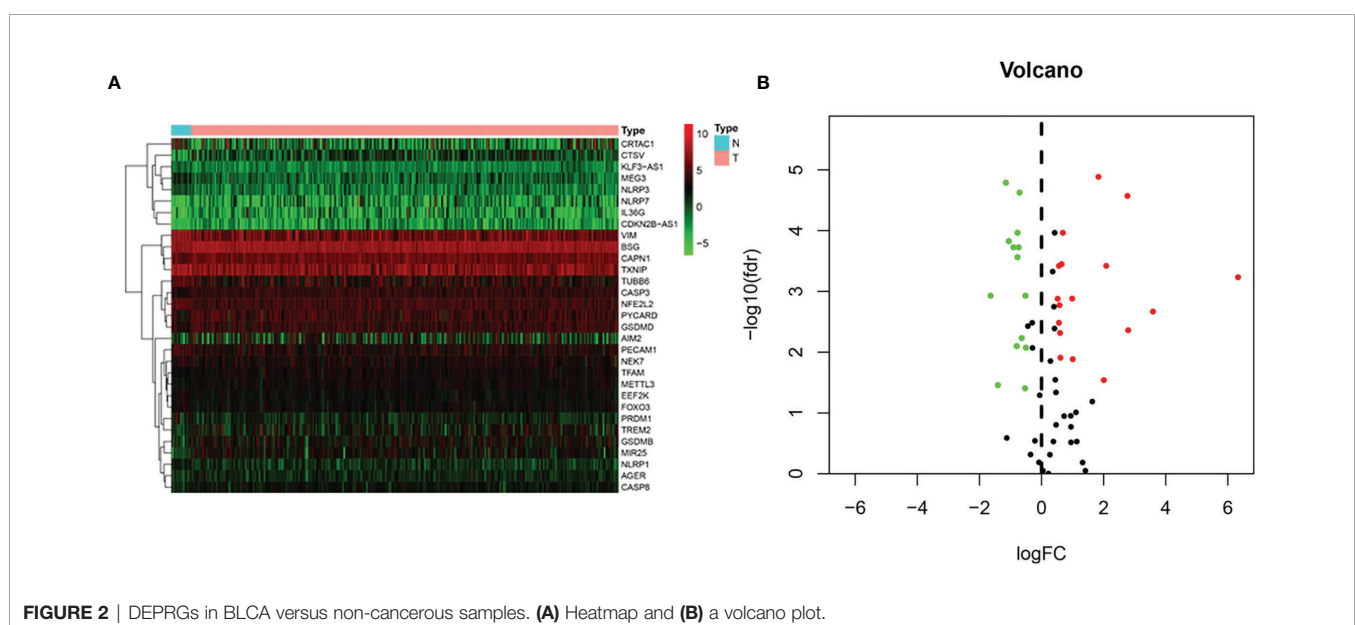 A
Type
CRTAC1
CTSV
KLF3-AS1
MEG3
NLRP3
NLRP7
IL36G
CDKN2B-AS1
VIM
BSG
CAPN1
TXNIP
TUBB6
CASP3
NFE2L2
PYCARD
GSDMD
AIM2
PECAM1
NEK7
TFAM
METTL3
EEF2K
FOXO3
PRDM1
TREM2
GSDMB
MIR25
NLRP1
AGER
CASP8
10
5
0
−5
Type
N
T
B
Volcano
−log10(fdr)
5
4
3
2
1
0
−6 −4 −2 0 2 4 6
logFC
FIGURE 2 | DEPRGs in BLCA versus non-cancerous samples. (A) Heatmap and (B) a volcano plot.